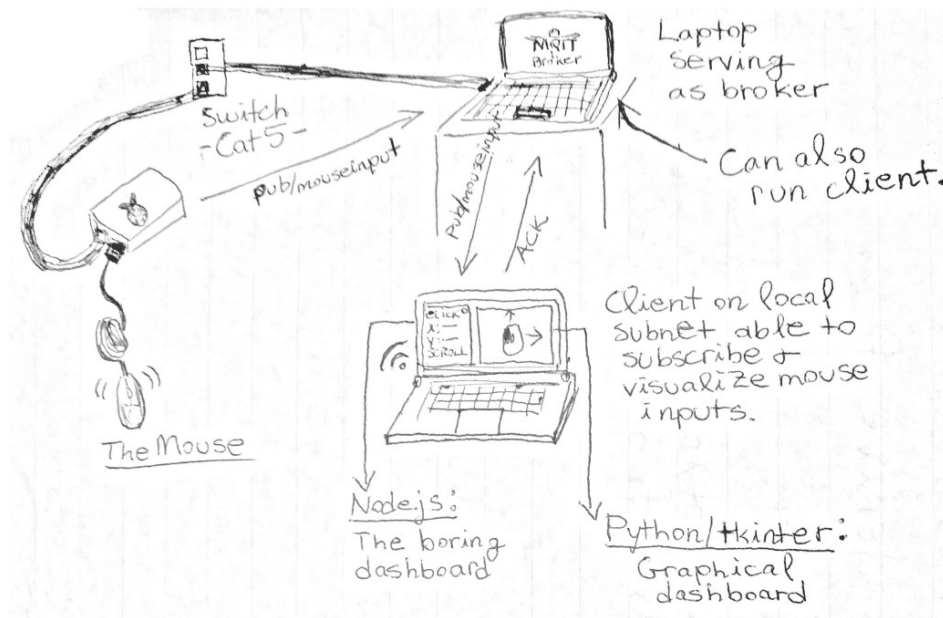 MQTT
Broker
Laptop
serving
as broker
Switch
-Cat5-
pub/mouseinput
Pub/mouseinput
ACK
Can also
run client.
CLICK
X:
Y:
SCROLL
Client on local
subnet able to
subscribe &
visualize mouse
inputs.
The Mouse
Node.js:
The boring
dashboard
Python/tkinter:
Graphical
dashboard